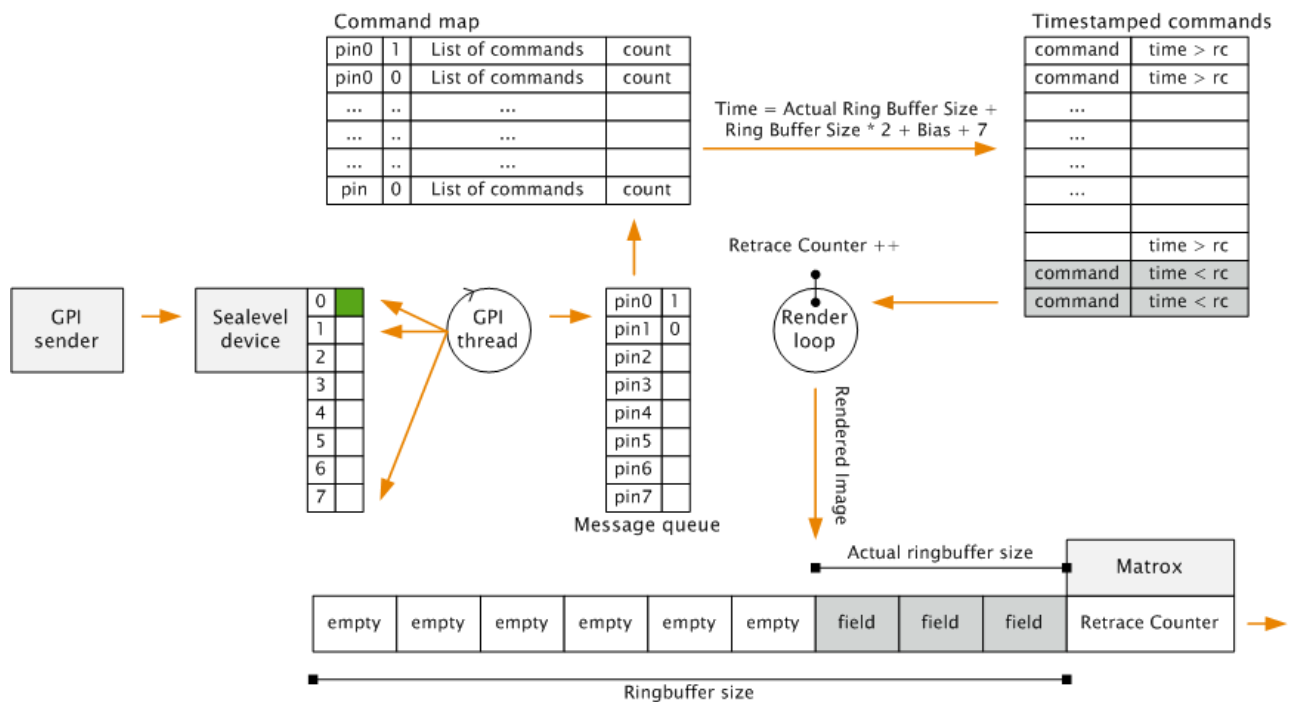 Command map
pin0 1 List of commands count
pin0 0 List of commands count
... .. ...
... .. ...
... .. ...
pin 0 List of commands count
Time = Actual Ring Buffer Size +
Ring Buffer Size * 2 + Bias + 7
Timestamped commands
command time > rc
command time > rc
...
...
...
...
time > rc
command time < rc
command time < rc
Retrace Counter ++
GPI
sender
Sealevel
device
0
1
2
3
4
5
6
7
GPI
thread
pin0 1
pin1 0
pin2
pin3
pin4
pin5
pin6
pin7
Message queue
Render
loop
Rendered Image
Actual ringbuffer size
Matrox
empty empty empty empty empty empty field field field Retrace Counter
Ringbuffer size